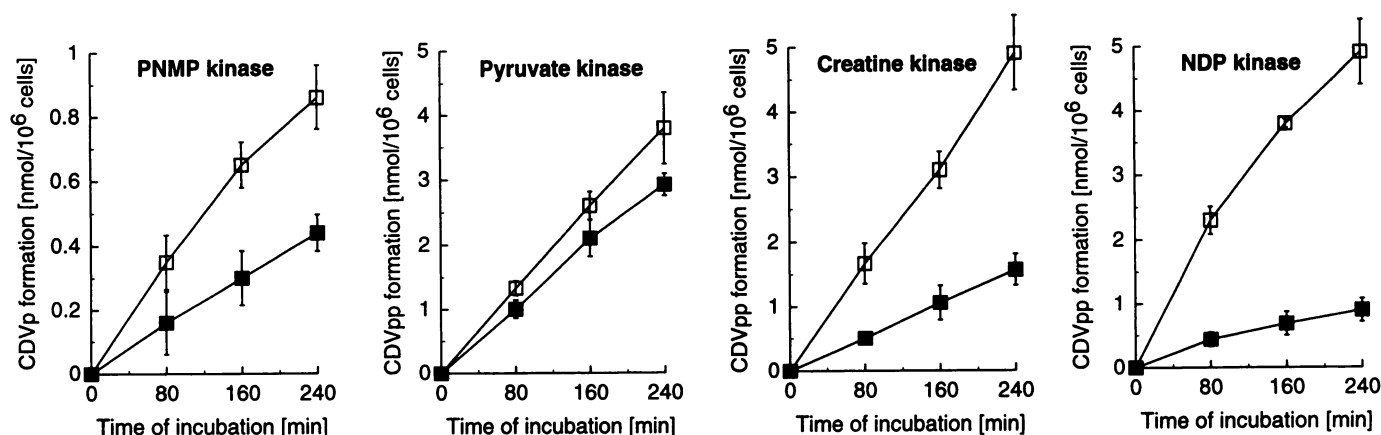 PNMP kinase
CDVp formation [nmol/10⁶ cells]
1
0.8
0.6
0.4
0.2
0
0 80 160 240
Time of incubation [min]
Pyruvate kinase
CDVpp formation [nmol/10⁶ cells]
5
4
3
2
1
0
0 80 160 240
Time of incubation [min]
Creatine kinase
CDVpp formation [nmol/10⁶ cells]
5
4
3
2
1
0
0 80 160 240
Time of incubation [min]
NDP kinase
CDVpp formation [nmol/10⁶ cells]
5
4
3
2
1
0
0 80 160 240
Time of incubation [min]